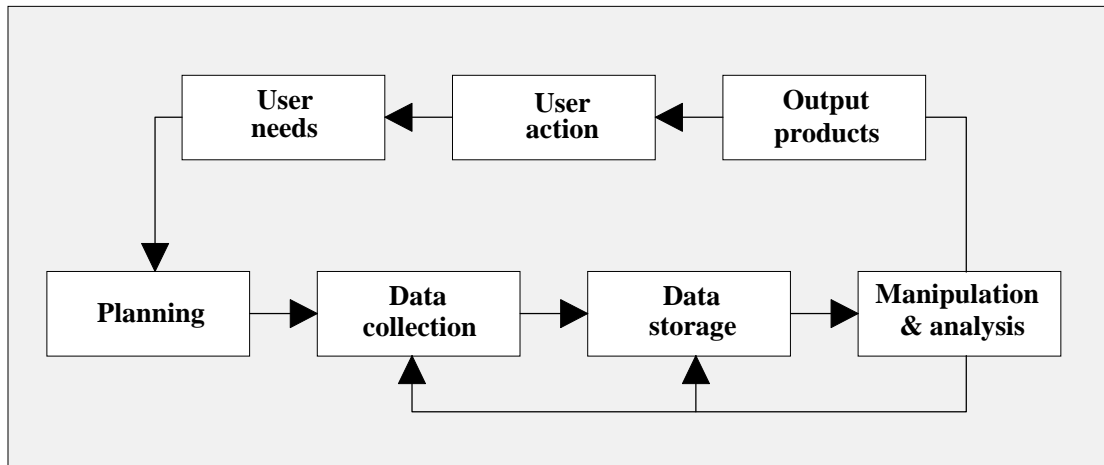 User
needs
User
action
Output
products
Planning
Data
collection
Data
storage
Manipulation
& analysis